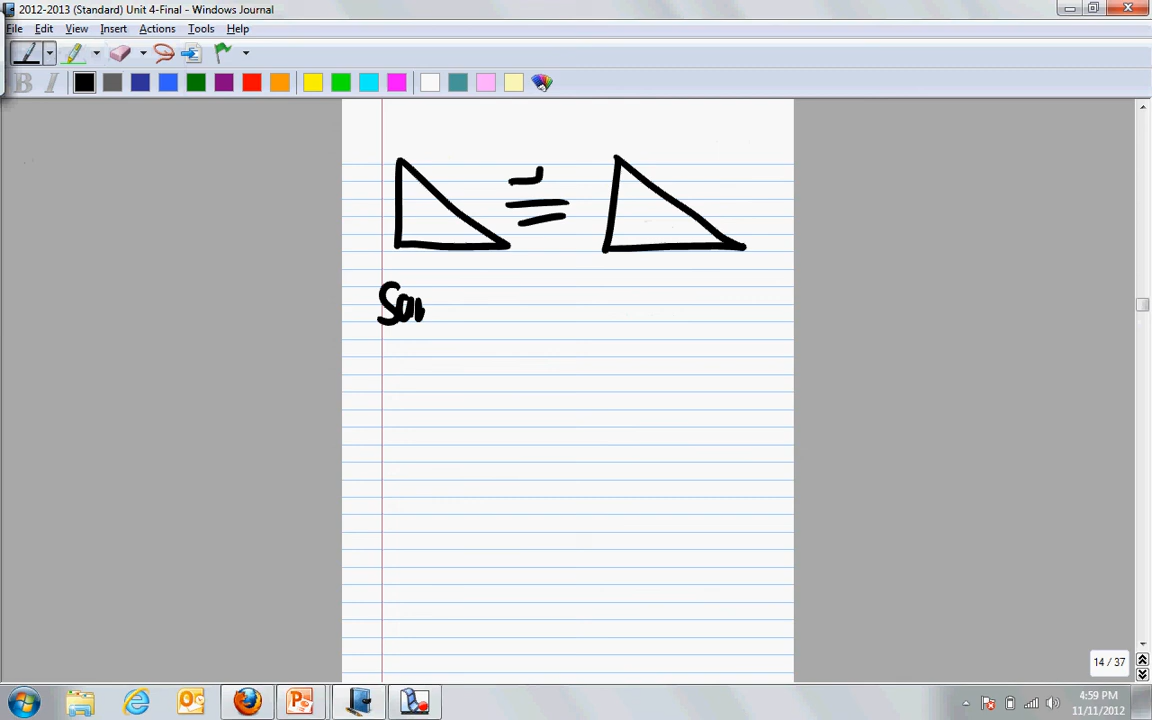 2012-2013 (Standard) Unit 4-Final - Windows Journal
File Edit View Insert Actions Tools Help
B I
≅
14 / 37
4:59 PM
11/11/2012